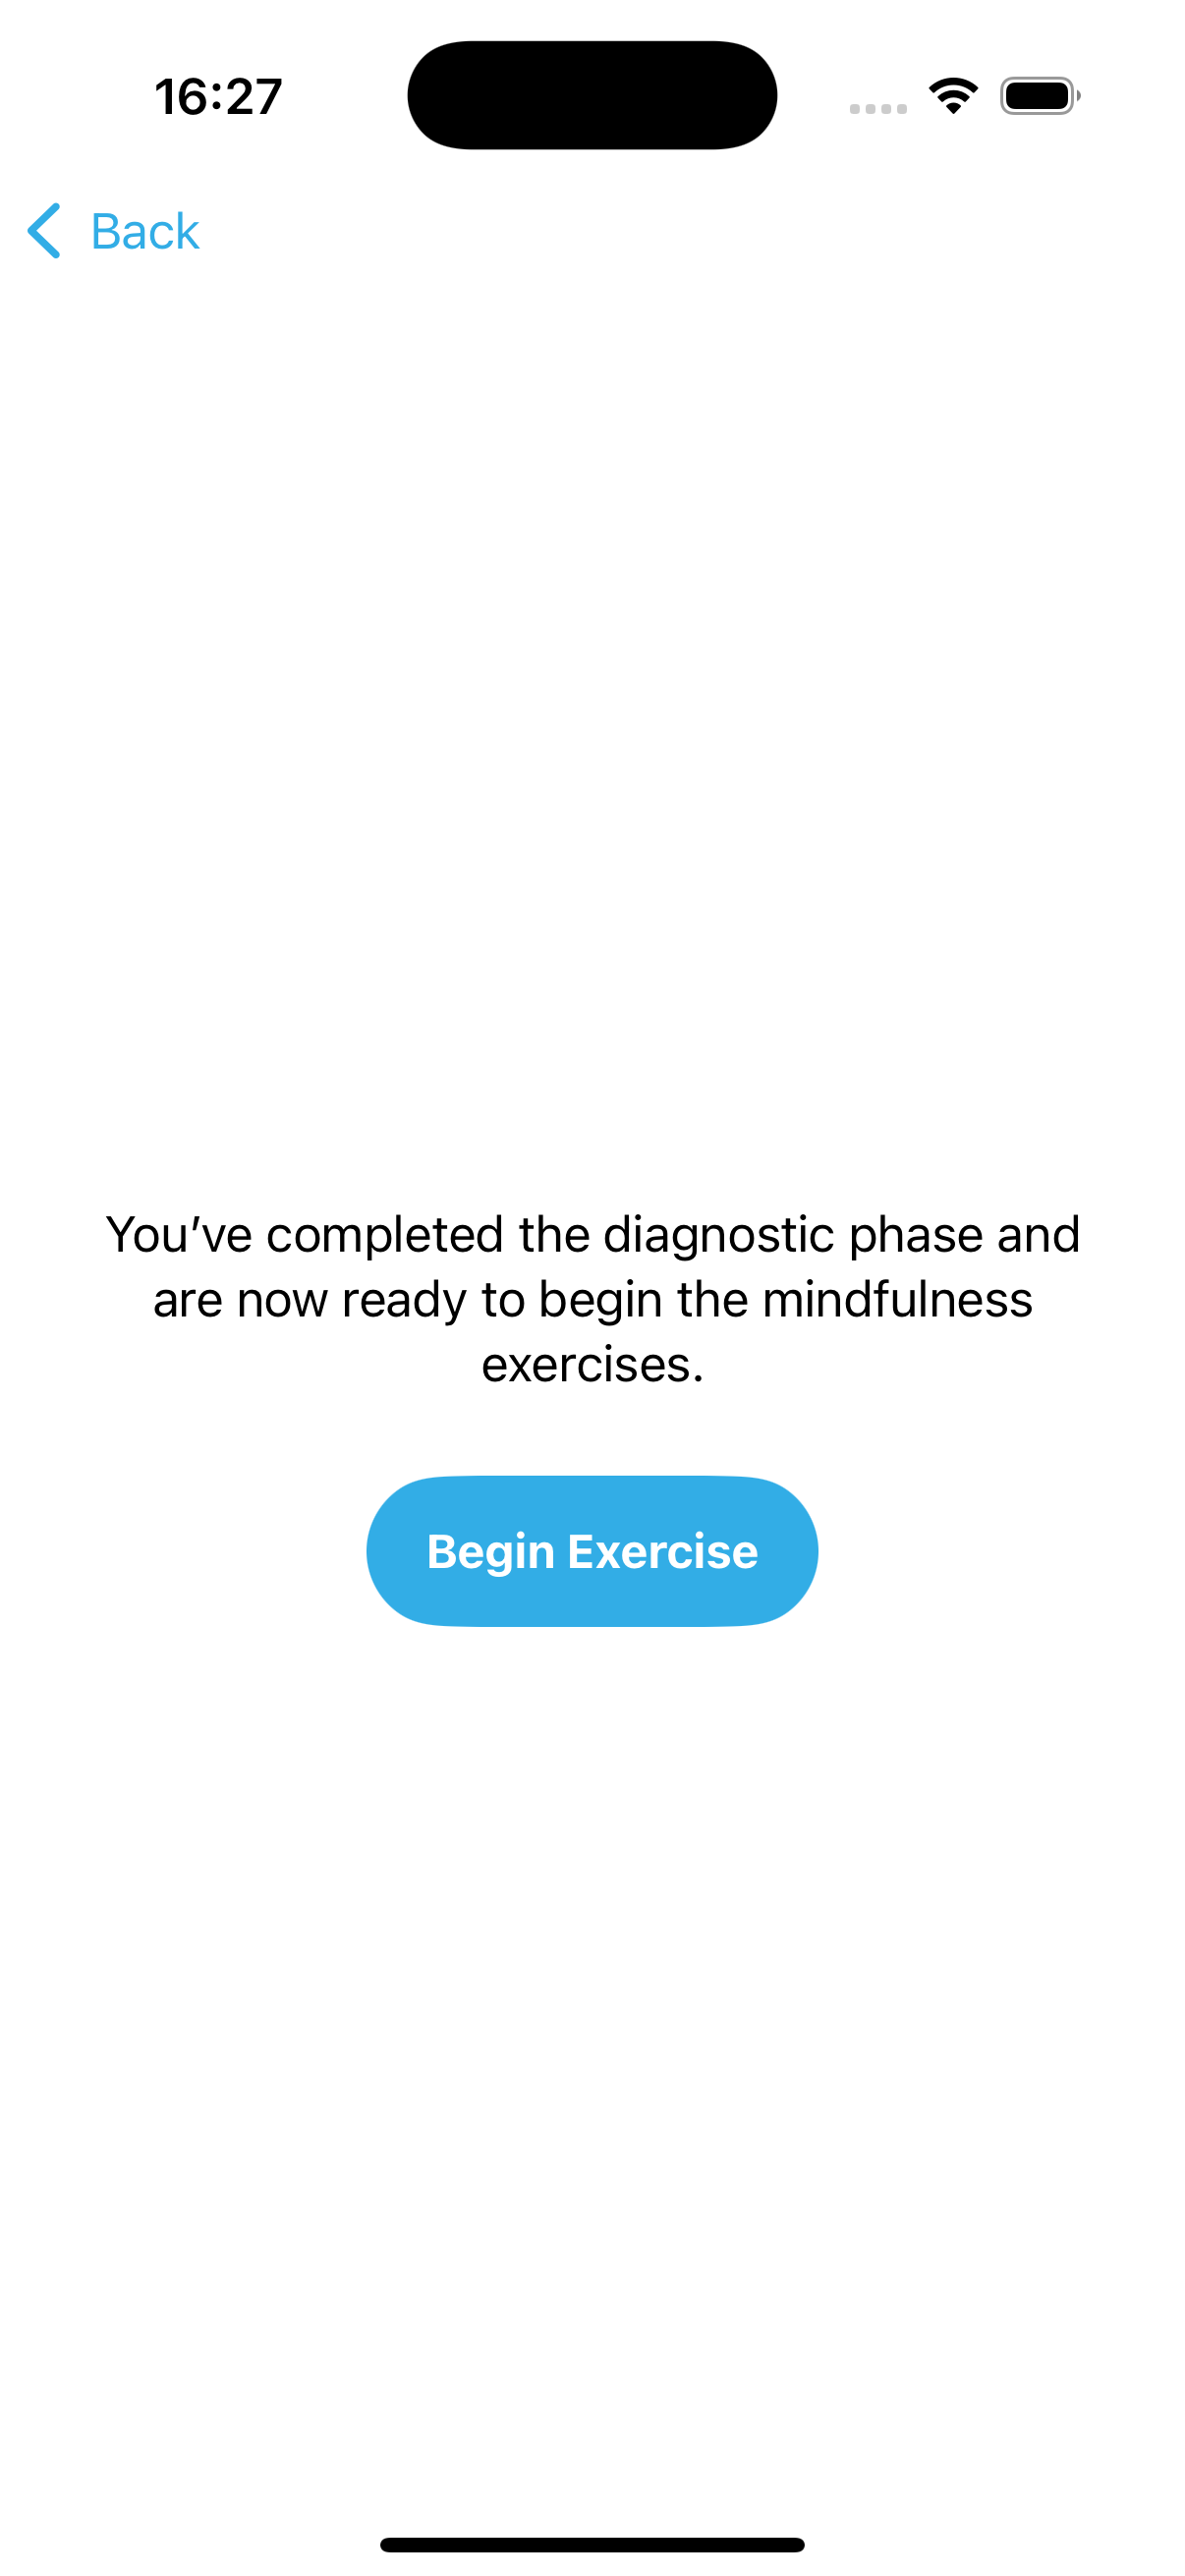 16:27
Back
You’ve completed the diagnostic phase and
are now ready to begin the mindfulness
exercises.
Begin Exercise